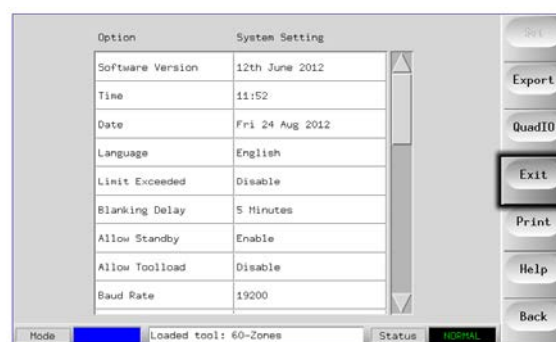 Option System Setting
Software Version 12th June 2012
Time 11:52
Date Fri 24 Aug 2012
Language English
Limit Exceeded Disable
Blanking Delay 5 Minutes
Allow Standby Enable
Allow Toolload Disable
Baud Rate 19200
Set
Export
QuadIO
Exit
Print
Help
Back
Mode Loaded tool: 60-Zones Status NORMAL